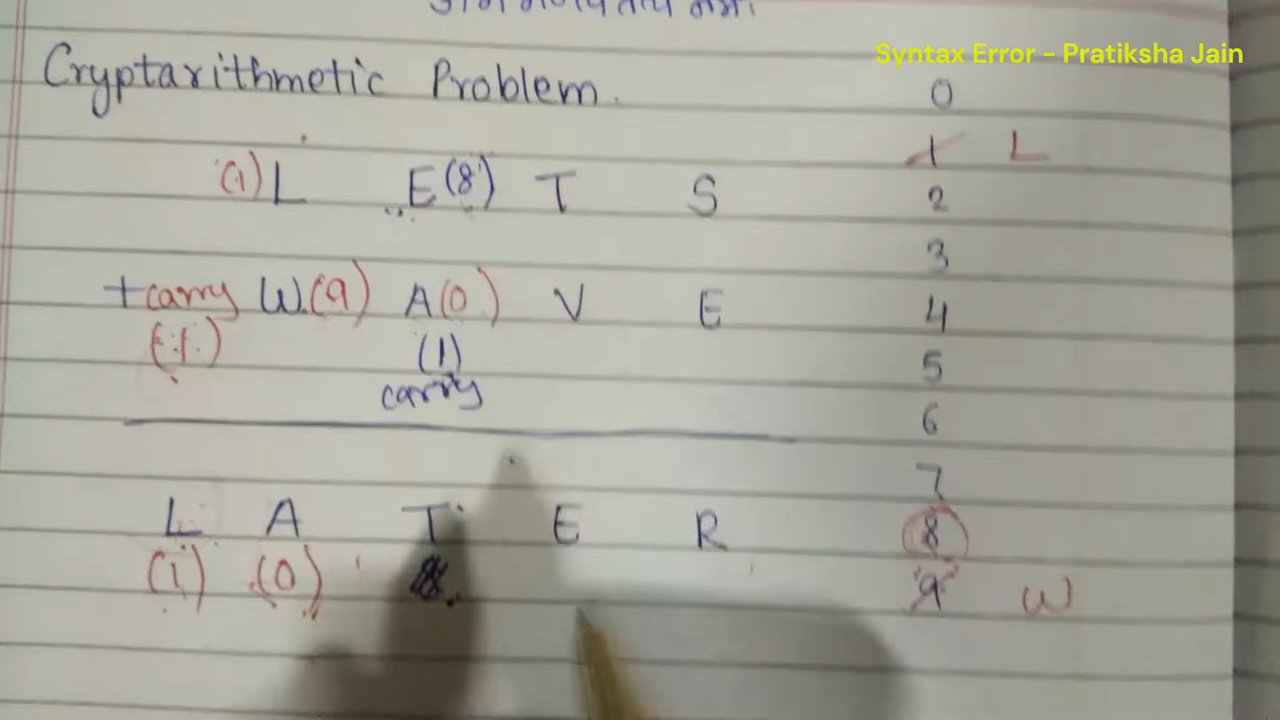 Syntax Error - Pratiksha Jain
Cryptarithmetic Problem.
(1) L E(8) T S
+carry W(9) A(0) V E
(1) (1)
carry
L A T E R
(1) (0) 8
0
1 L
2
3
4
5
6
7
8
9 W